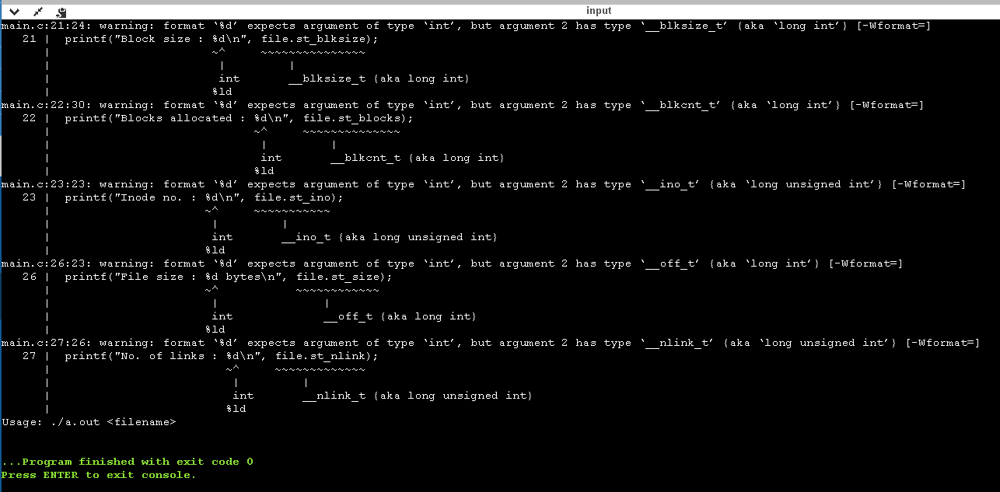 input
main.c:21:24: warning: format ‘%d’ expects argument of type ‘int’, but argument 2 has type ‘__blksize_t’ {aka ‘long int’} [-Wformat=]
   21 |  printf("Block size : %d\n", file.st_blksize);
      |                       ~^     ~~~~~~~~~~~~~~~
      |                        |         |
      |                        int       __blksize_t {aka long int}
      |                       %ld
main.c:22:30: warning: format ‘%d’ expects argument of type ‘int’, but argument 2 has type ‘__blkcnt_t’ {aka ‘long int’} [-Wformat=]
   22 |  printf("Blocks allocated : %d\n", file.st_blocks);
      |                             ~^     ~~~~~~~~~~~~~~
      |                              |         |
      |                              int       __blkcnt_t {aka long int}
      |                             %ld
main.c:23:23: warning: format ‘%d’ expects argument of type ‘int’, but argument 2 has type ‘__ino_t’ {aka ‘long unsigned int’} [-Wformat=]
   23 |  printf("Inode no. : %d\n", file.st_ino);
      |                      ~^     ~~~~~~~~~~~
      |                       |         |
      |                       int       __ino_t {aka long unsigned int}
      |                      %ld
main.c:26:23: warning: format ‘%d’ expects argument of type ‘int’, but argument 2 has type ‘__off_t’ {aka ‘long int’} [-Wformat=]
   26 |  printf("File size : %d bytes\n", file.st_size);
      |                      ~^           ~~~~~~~~~~~~
      |                       |               |
      |                       int             __off_t {aka long int}
      |                      %ld
main.c:27:26: warning: format ‘%d’ expects argument of type ‘int’, but argument 2 has type ‘__nlink_t’ {aka ‘long unsigned int’} [-Wformat=]
   27 |  printf("No. of links : %d\n", file.st_nlink);
      |                         ~^     ~~~~~~~~~~~~~
      |                          |         |
      |                          int       __nlink_t {aka long unsigned int}
      |                         %ld
Usage: ./a.out <filename>
...Program finished with exit code 0
Press ENTER to exit console.